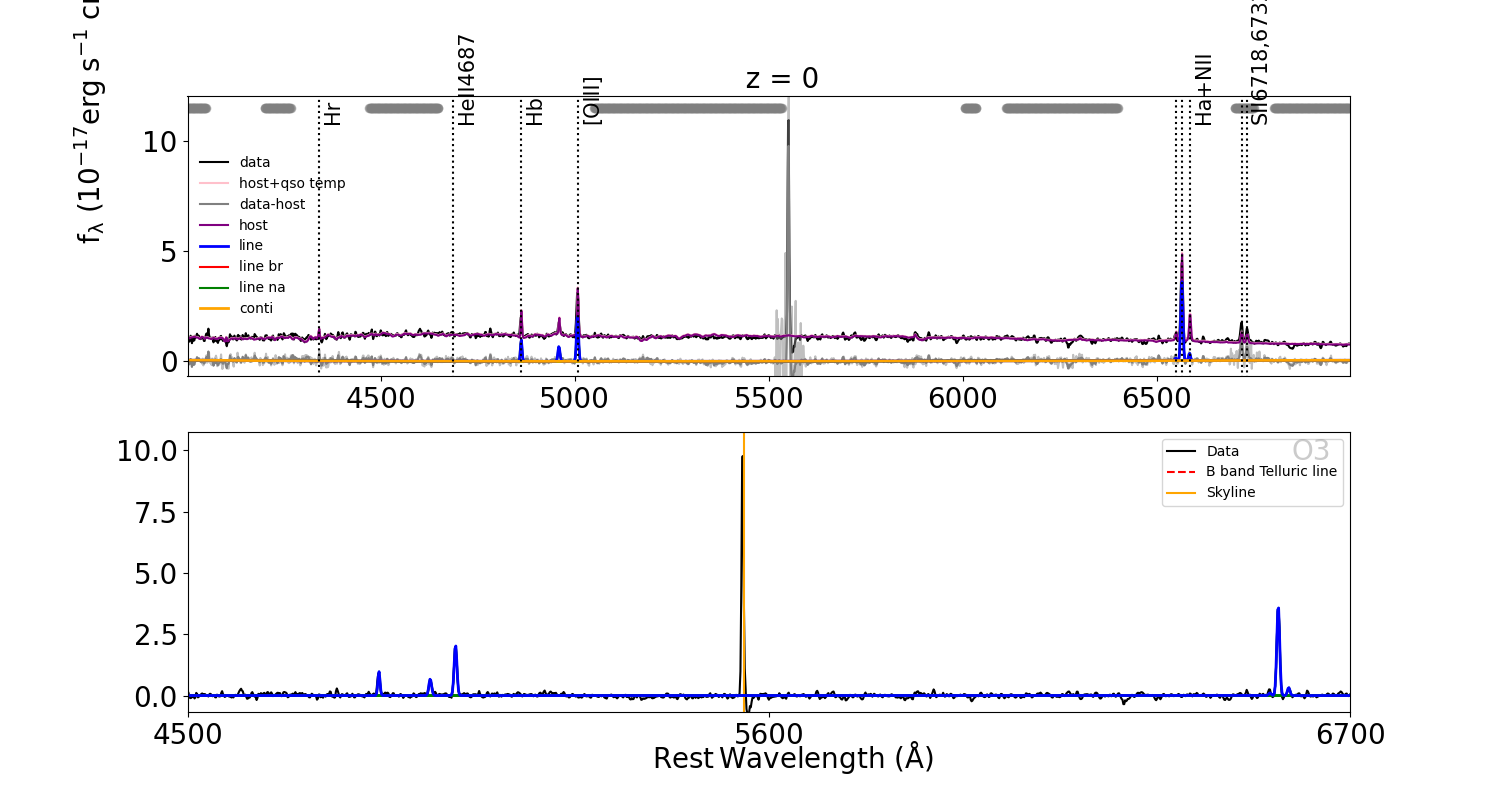 f_λ (10^−17 erg s^−1
z = 0
Hr
HeII4687
Hb
[OIII]
Ha+NII
SII6718,673
10
5
0
data
host+qso temp
data-host
host
line
line br
line na
conti
4500
5000
5500
6000
6500
10.0
7.5
5.0
2.5
0.0
O3
Data
B band Telluric line
Skyline
4500
5600
6700
Rest Wavelength (Å)